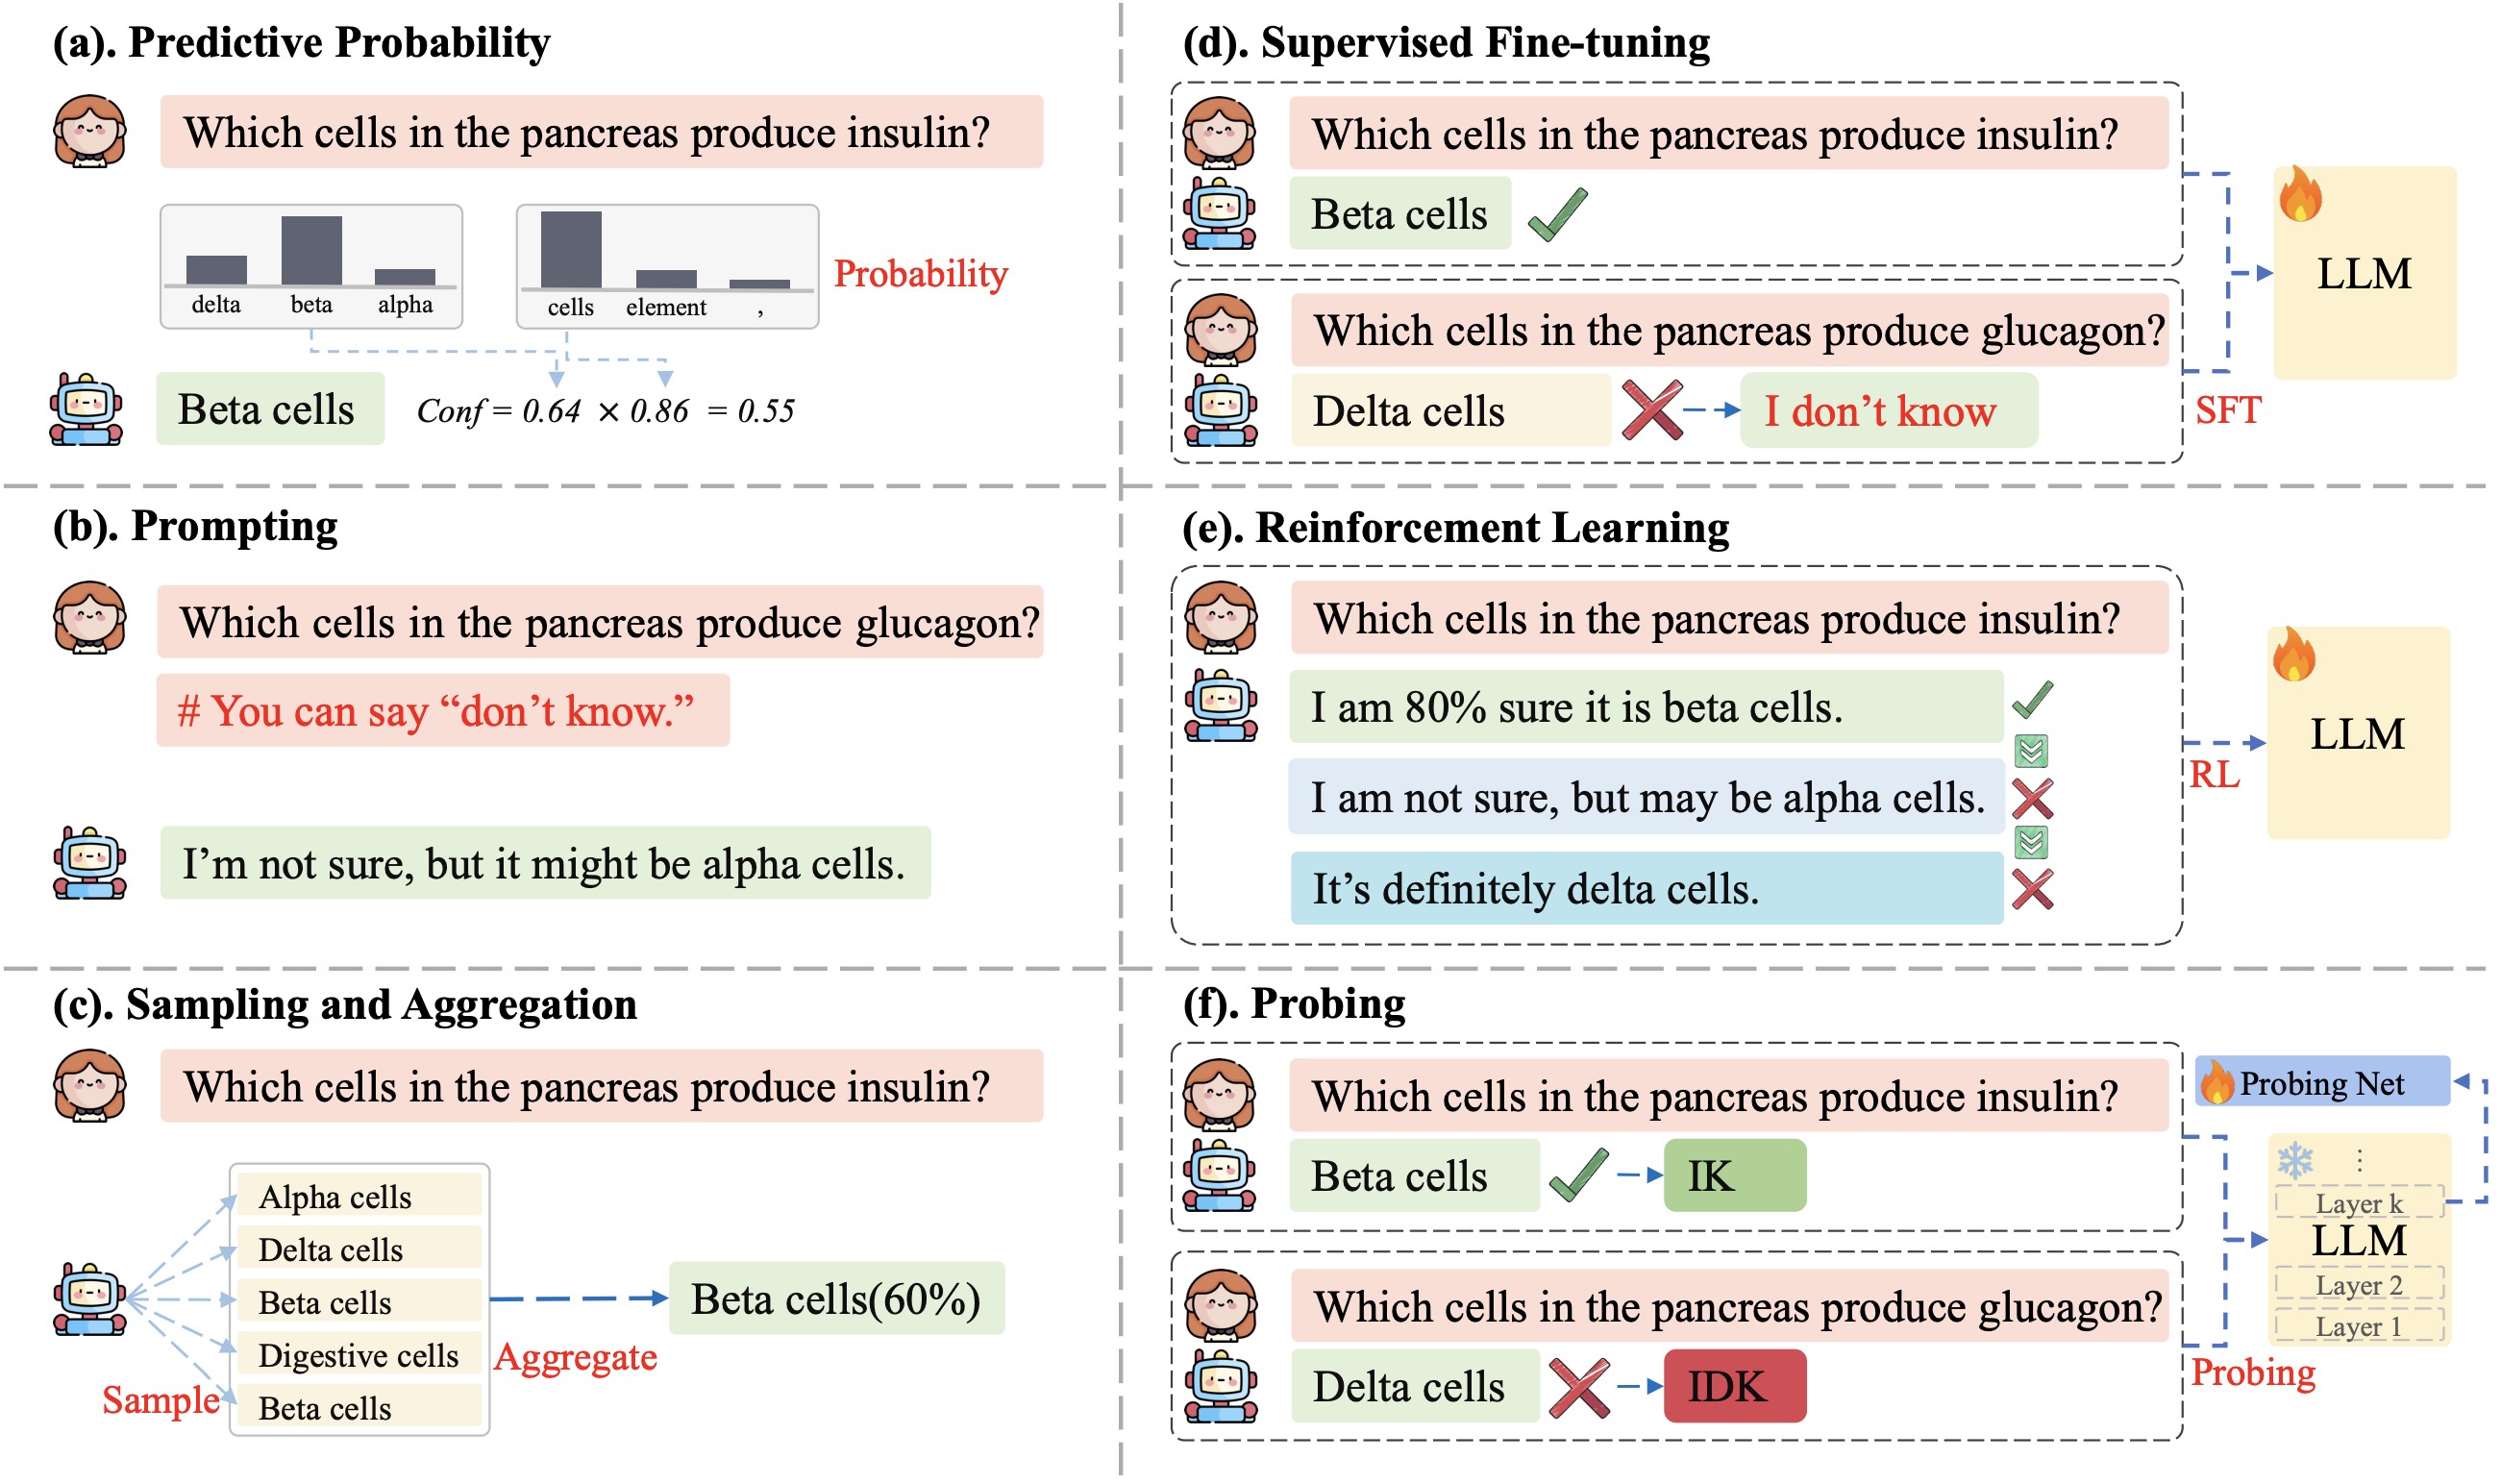 (a). Predictive Probability
Which cells in the pancreas produce insulin?
delta beta alpha
cells element ,
Probability
Beta cells
Conf = 0.64 × 0.86 = 0.55
(b). Prompting
Which cells in the pancreas produce glucagon?
# You can say “don’t know.”
I’m not sure, but it might be alpha cells.
(c). Sampling and Aggregation
Which cells in the pancreas produce insulin?
Alpha cells
Delta cells
Beta cells
Digestive cells
Beta cells
Sample
Aggregate
Beta cells(60%)
(d). Supervised Fine-tuning
Which cells in the pancreas produce insulin?
Beta cells
Which cells in the pancreas produce glucagon?
Delta cells
I don’t know
SFT
LLM
(e). Reinforcement Learning
Which cells in the pancreas produce insulin?
I am 80% sure it is beta cells.
I am not sure, but may be alpha cells.
It’s definitely delta cells.
RL
LLM
(f). Probing
Which cells in the pancreas produce insulin?
Beta cells
IK
Which cells in the pancreas produce glucagon?
Delta cells
IDK
Probing
Probing Net
⋮
Layer k
LLM
Layer 2
Layer 1